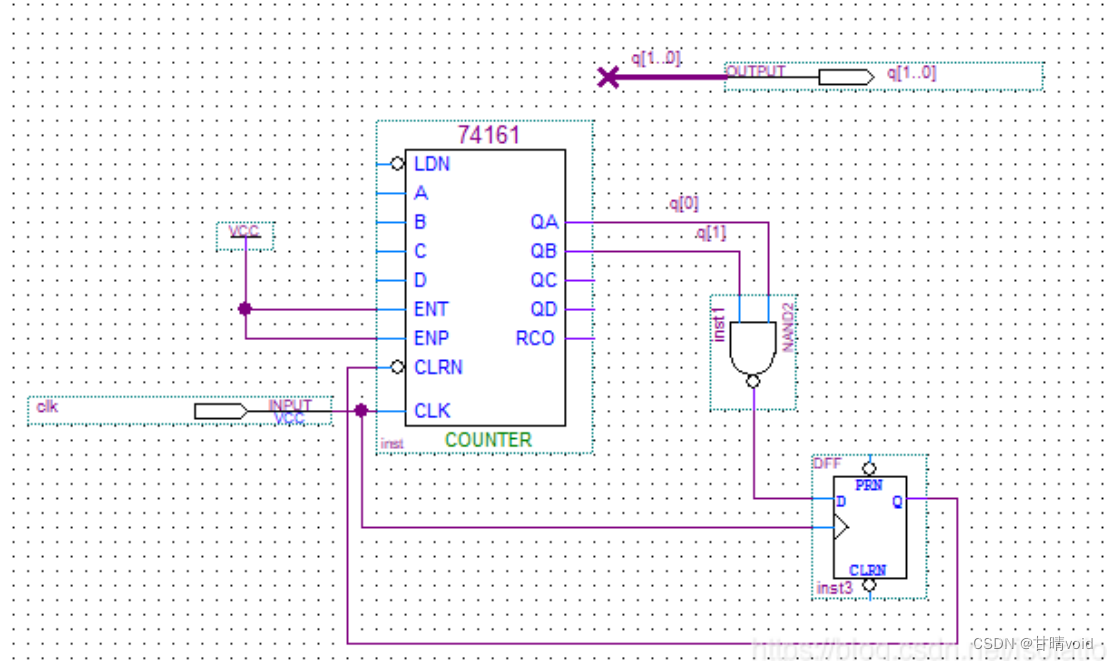 q[1..0]
OUTPUT
q[1..0]
74161
LDN
A
B
C
D
ENT
ENP
CLRN
CLK
QA
QB
QC
QD
RCO
inst
COUNTER
VCC
q[0]
q[1]
inst1
NAND2
clk
INPUT
VCC
DFF
PRN
D
Q
CLRN
inst3
CSDN @甘晴void